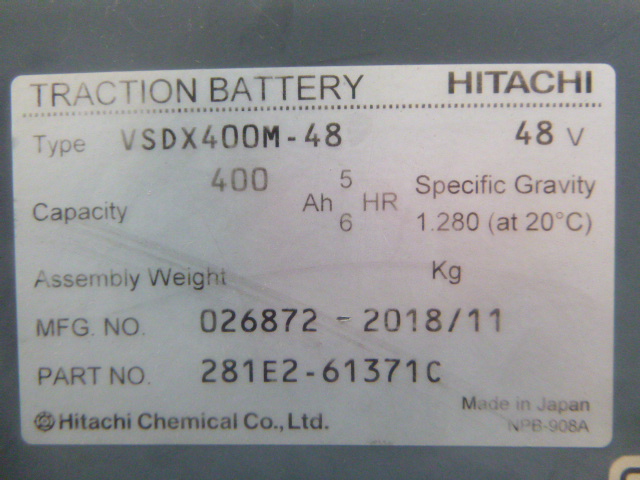 TRACTION BATTERY HITACHI
Type VSDX400M-48 48 V
Capacity 400 Ah 5 HR Specific Gravity
6 1.280 (at 20°C)
Assembly Weight Kg
MFG. NO. 026872 - 2018/11
PART NO. 281E2-61371C
Made in Japan
Hitachi Chemical Co., Ltd. NPB-908A